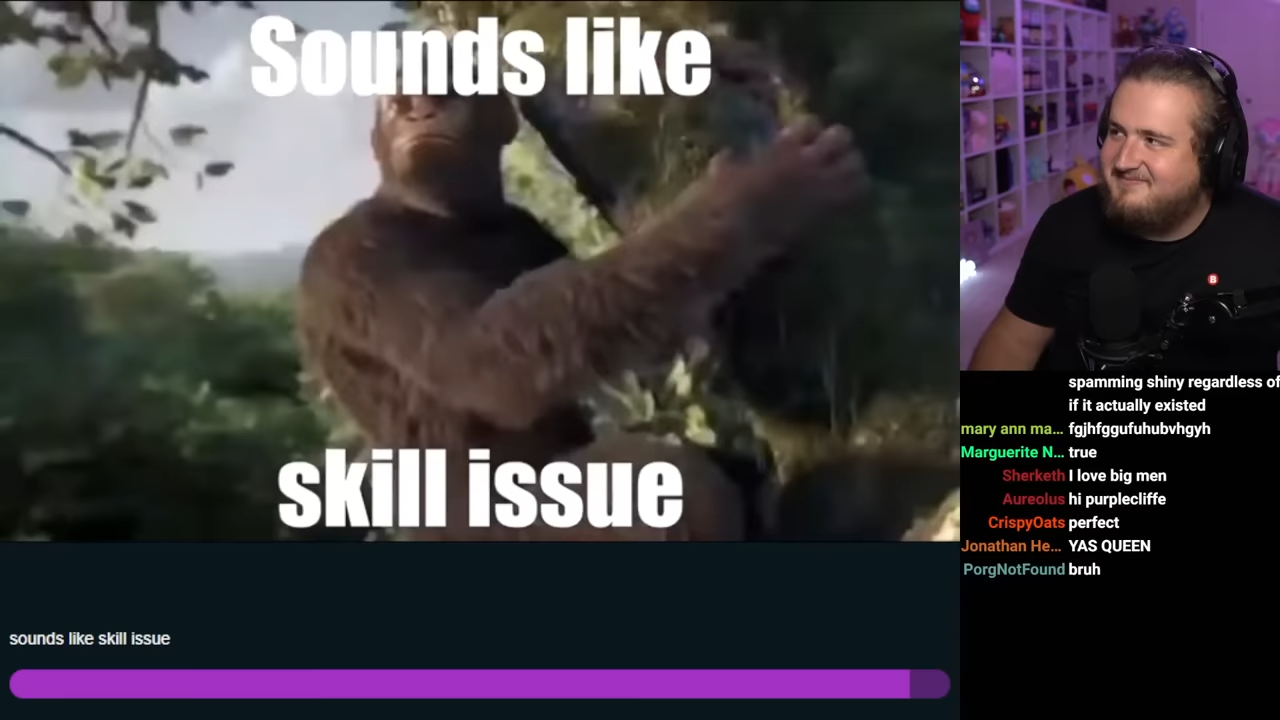 Sounds like
skill issue
sounds like skill issue
B
spamming shiny regardless of
if it actually existed
mary ann ma... fgjhfggufuhubvhgyh
Marguerite N... true
Sherketh I love big men
Aureolus hi purplecliffe
CrispyOats perfect
Jonathan He... YAS QUEEN
PorgNotFound bruh